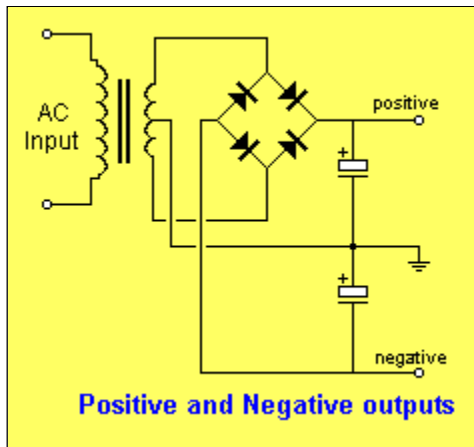 AC
Input
positive
+
+
negative
Positive and Negative outputs